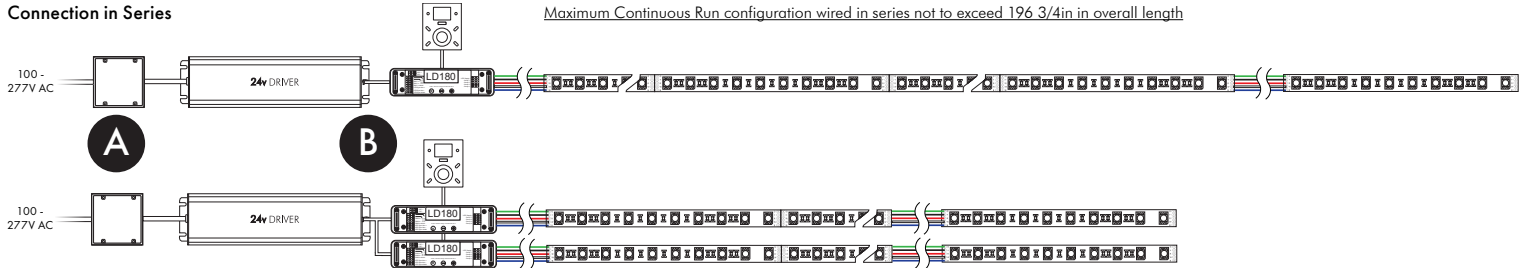 Connection in Series
Maximum Continuous Run configuration wired in series not to exceed 196 3/4in in overall length
100 -
277V AC
24v DRIVER
LD180
A
B
100 -
277V AC
24v DRIVER
LD180
LD180